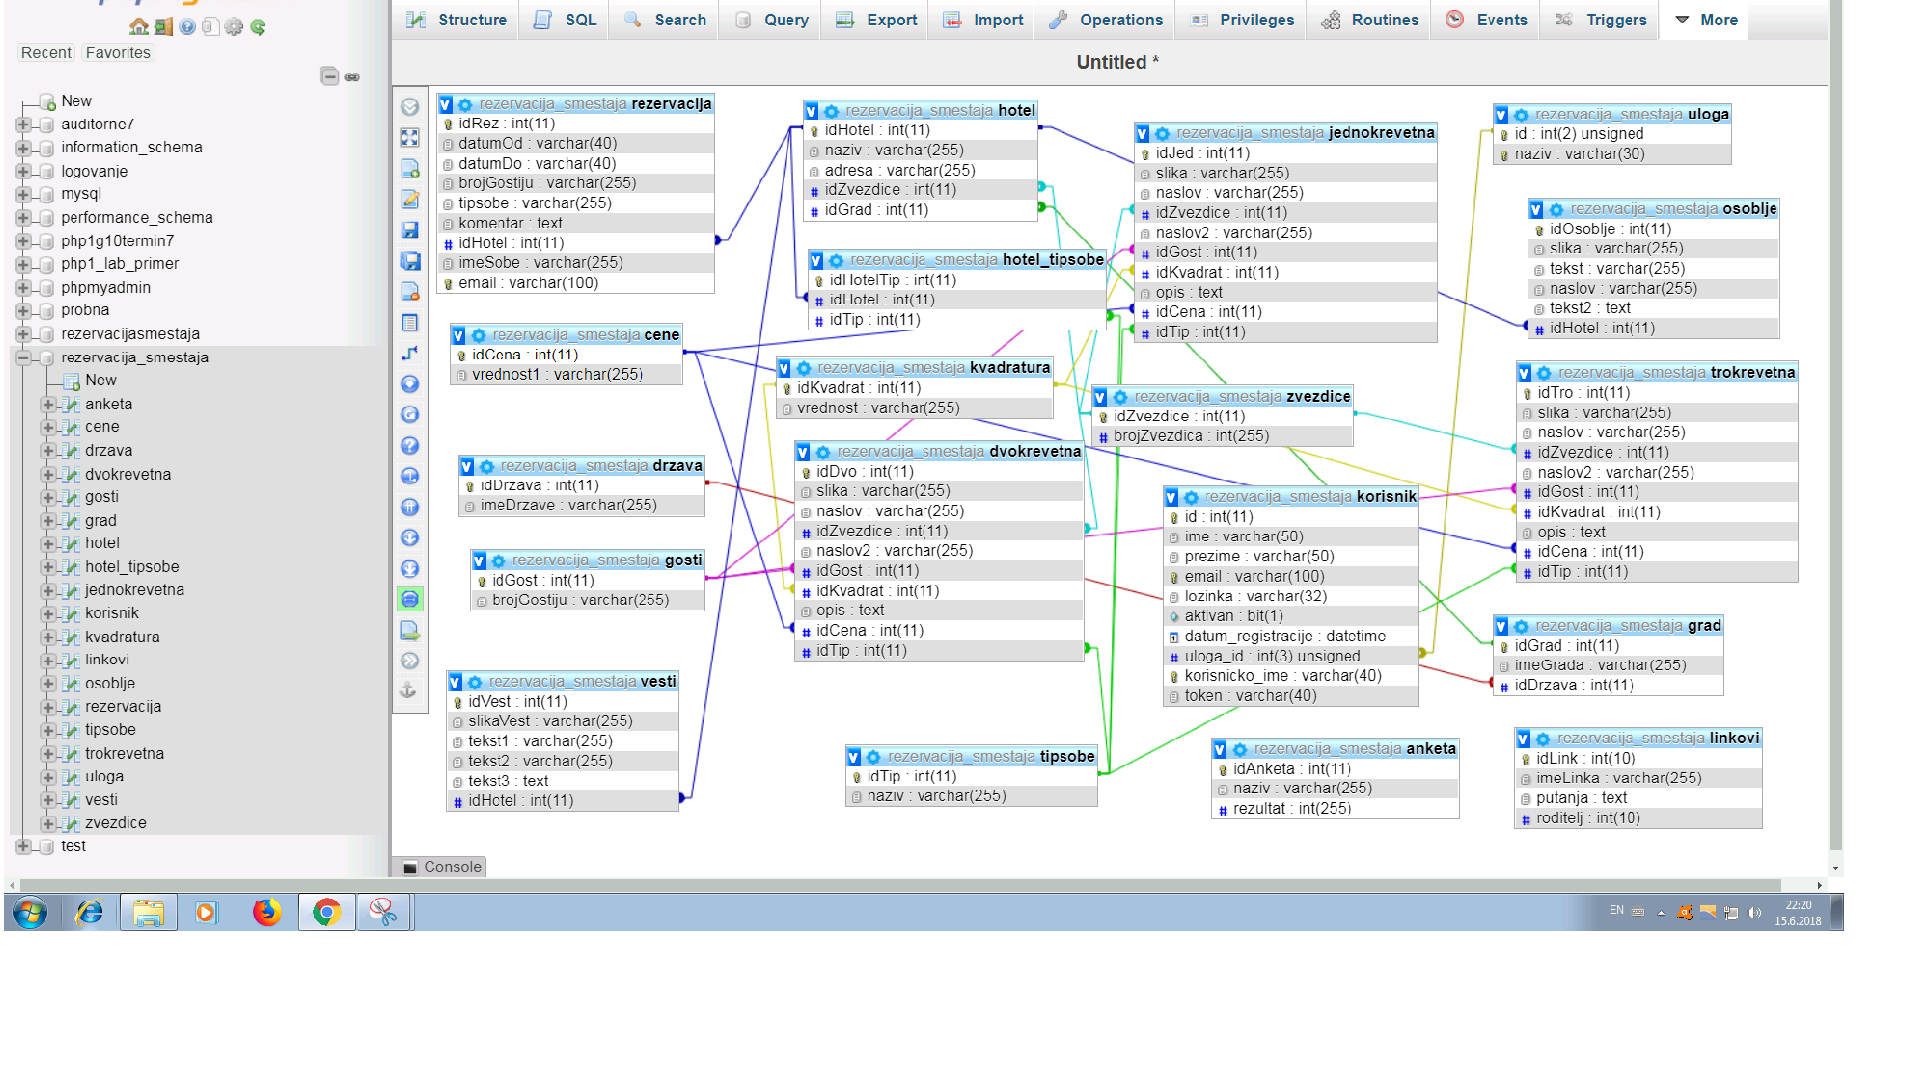 Structure SQL Search Query Export Import Operations Privileges Routines Events Triggers More
Recent Favorites
Untitled *
New
auditorne7
information_schema
logovanje
mysql
performance_schema
php1g10termin7
php1_lab_primer
phpmyadmin
probna
rezervacijasmestaja
rezervacija_smestaja
New
anketa
cene
drzava
dvokrevetna
gosti
grad
hotel
hotel_tipsobe
jednokrevetna
korisnik
kvadratura
linkovi
osoblje
rezervacija
tipsobe
trokrevetna
uloga
vesti
zvezdice
test
rezervacija_smestaja rezervacija
idRez : int(11)
datumOd : varchar(40)
datumDo : varchar(40)
brojGostiju : varchar(255)
tipsobe : varchar(255)
komentar : text
# idHotel : int(11)
imeSobe : varchar(255)
email : varchar(100)
rezervacija_smestaja hotel
idHotel : int(11)
naziv : varchar(255)
adresa : varchar(255)
# idZvezdice : int(11)
# idGrad : int(11)
rezervacija_smestaja hotel_tipsobe
idHotelTip : int(11)
# idHotel : int(11)
# idTip : int(11)
rezervacija_smestaja jednokrevetna
idJed : int(11)
slika : varchar(255)
naslov : varchar(255)
# idZvezdice : int(11)
naslov2 : varchar(255)
# idGost : int(11)
# idKvadrat : int(11)
opis : text
# idCena : int(11)
# idTip : int(11)
rezervacija_smestaja uloga
id : int(2) unsigned
naziv : varchar(30)
rezervacija_smestaja osoblje
idOsoblje : int(11)
slika : varchar(255)
tekst : varchar(255)
naslov : varchar(255)
tekst2 : text
# idHotel : int(11)
rezervacija_smestaja cene
idCena : int(11)
vrednost1 : varchar(255)
rezervacija_smestaja kvadratura
idKvadrat : int(11)
vrednost : varchar(255)
rezervacija_smestaja zvezdice
idZvezdice : int(11)
# brojZvezdica : int(255)
rezervacija_smestaja trokrevetna
idTro : int(11)
slika : varchar(255)
naslov : varchar(255)
# idZvezdice : int(11)
naslov2 : varchar(255)
# idGost : int(11)
# idKvadrat : int(11)
opis : text
# idCena : int(11)
# idTip : int(11)
rezervacija_smestaja drzava
idDrzava : int(11)
imeDrzave : varchar(255)
rezervacija_smestaja dvokrevetna
idDvo : int(11)
slika : varchar(255)
naslov : varchar(255)
# idZvezdice : int(11)
naslov2 : varchar(255)
# idGost : int(11)
# idKvadrat : int(11)
opis : text
# idCena : int(11)
# idTip : int(11)
rezervacija_smestaja korisnik
id : int(11)
ime : varchar(50)
prezime : varchar(50)
email : varchar(100)
lozinka : varchar(32)
aktivan : bit(1)
datum_registracije : datetime
# uloga_id : int(3) unsigned
korisnicko_ime : varchar(40)
token : varchar(40)
rezervacija_smestaja gosti
idGost : int(11)
brojGostiju : varchar(255)
rezervacija_smestaja grad
idGrad : int(11)
imeGrada : varchar(255)
# idDrzava : int(11)
rezervacija_smestaja vesti
idVest : int(11)
slikaVest : varchar(255)
tekst1 : varchar(255)
tekst2 : varchar(255)
tekst3 : text
# idHotel : int(11)
rezervacija_smestaja tipsobe
idTip : int(11)
naziv : varchar(255)
rezervacija_smestaja anketa
idAnketa : int(11)
naziv : varchar(255)
# rezultat : int(255)
rezervacija_smestaja linkovi
idLink : int(10)
imeLinka : varchar(255)
putanja : text
# roditelj : int(10)
Console
EN
22:20
15.6.2018